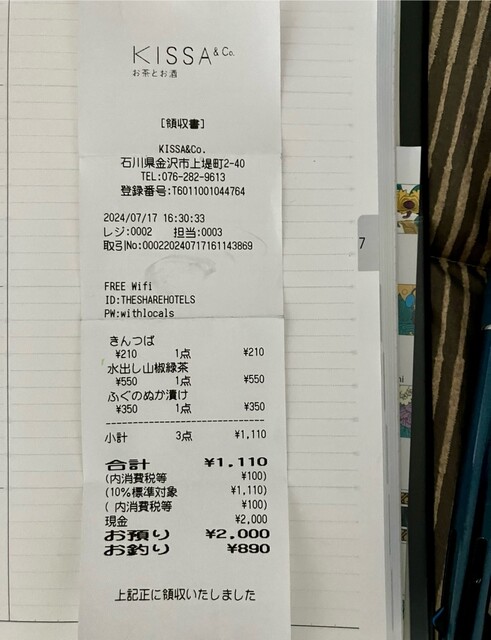 KISSA & Co.
お茶とお酒
[領収書]
KISSA&Co.
石川県金沢市上堤町2-40
TEL:076-282-9613
登録番号:T6011001044764
2024/07/17 16:30:33
レジ:0002 担当:0003
取引No:000220240717161143869
FREE Wifi
ID:THESHAREHOTELS
PW:withlocals
きんつば
¥210 1点 ¥210
水出し山椒緑茶
¥550 1点 ¥550
ふぐのぬか漬け
¥350 1点 ¥350
小計 3点 ¥1,110
合計 ¥1,110
(内消費税等 ¥100)
(10%標準対象 ¥1,110)
( 内消費税等 ¥100)
現金 ¥2,000
お預り ¥2,000
お釣り ¥890
上記正に領収いたしました
7